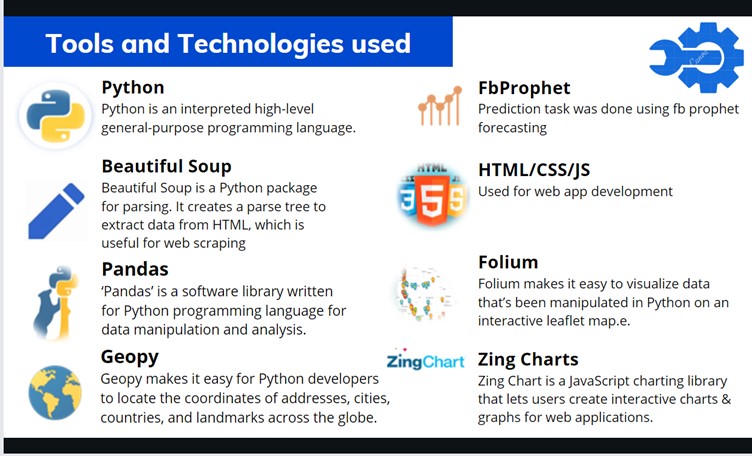 Tools and Technologies used
Canva
Python
Python is an interpreted high-level
general-purpose programming language.
Beautiful Soup
Beautiful Soup is a Python package
for parsing. It creates a parse tree to
extract data from HTML, which is
useful for web scraping
Pandas
‘Pandas’ is a software library written
for Python programming language for
data manipulation and analysis.
Geopy
Geopy makes it easy for Python developers
to locate the coordinates of addresses, cities,
countries, and landmarks across the globe.
FbProphet
Prediction task was done using fb prophet
forecasting
HTML
3 5 5
HTML/CSS/JS
Used for web app development
Folium
Folium makes it easy to visualize data
that’s been manipulated in Python on an
interactive leaflet map.e.
ZingChart
Zing Charts
Zing Chart is a JavaScript charting library
that lets users create interactive charts &
graphs for web applications.